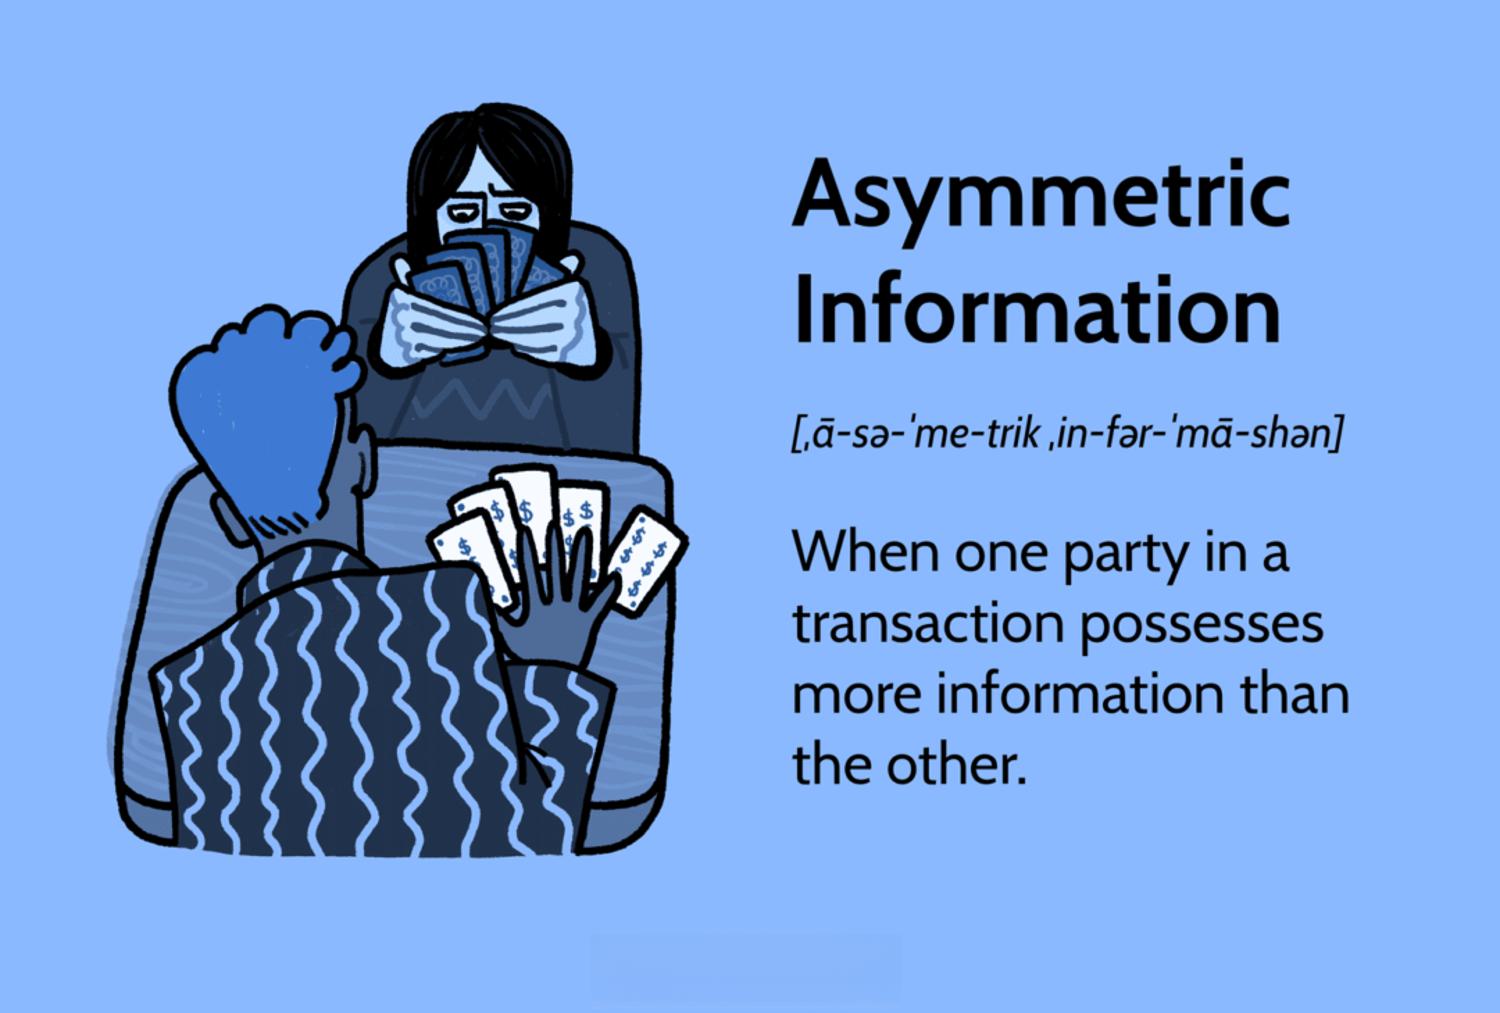 Asymmetric
Information
[ˌā-sə-ˈme-trik ˌin-fər-ˈmā-shən]
When one party in a
transaction possesses
more information than
the other.